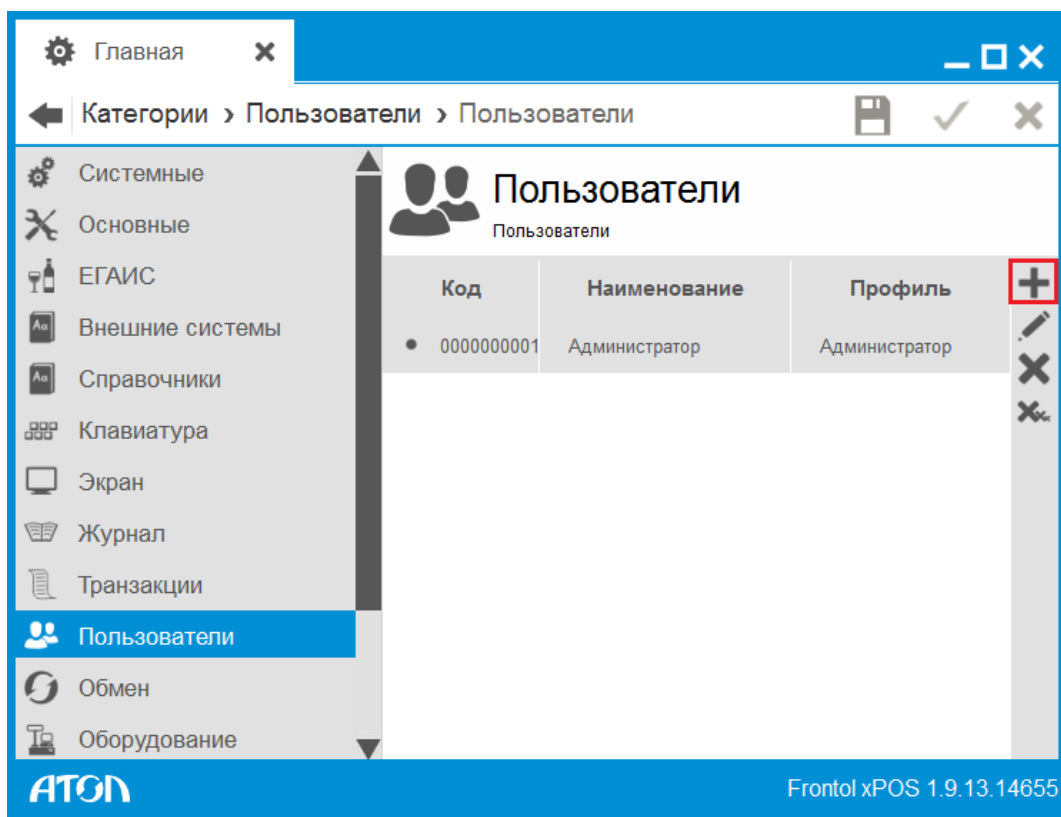 Главная
Категории › Пользователи › Пользователи
Системные
Основные
ЕГАИС
Внешние системы
Справочники
Клавиатура
Экран
Журнал
Транзакции
Пользователи
Обмен
Оборудование
Пользователи
Пользователи
Код Наименование Профиль
0000000001 Администратор Администратор
АТОЛ
Frontol xPOS 1.9.13.14655